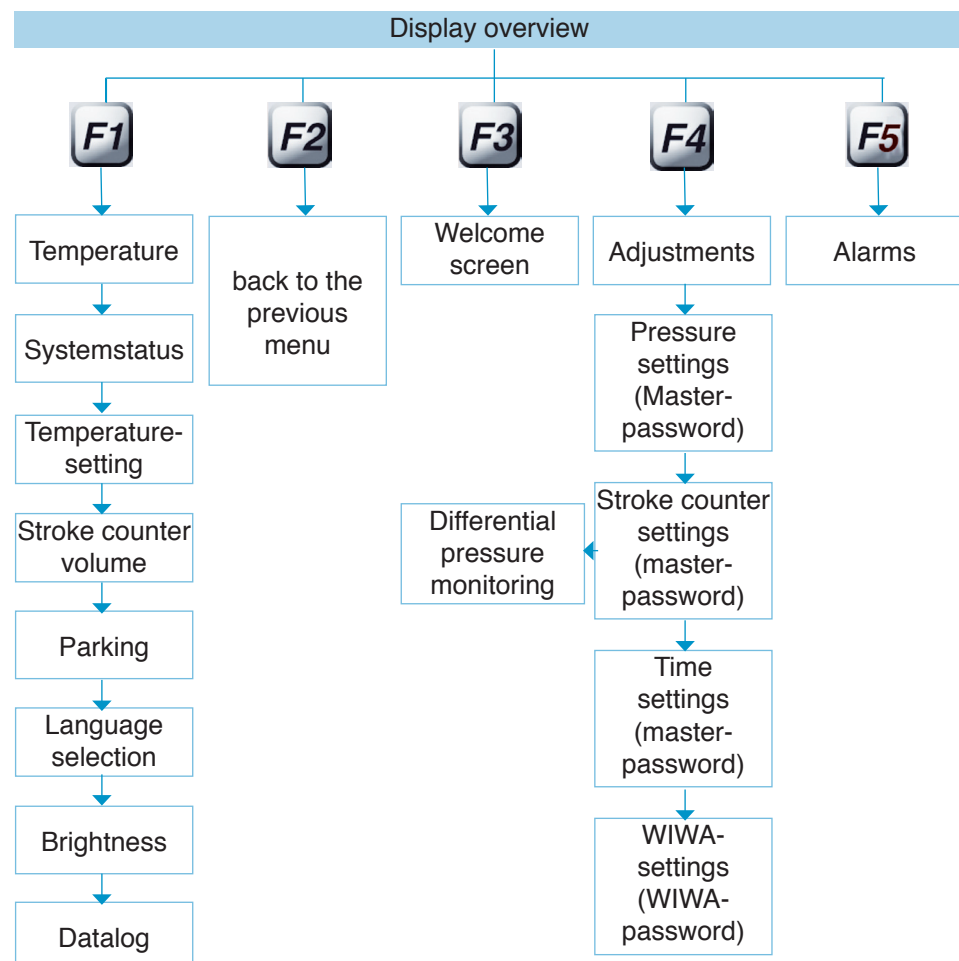 Display overview
F1
F2
F3
F4
F5
Temperature
Systemstatus
Temperature-
setting
Stroke counter
volume
Parking
Language
selection
Brightness
Datalog
back to the
previous
menu
Welcome
screen
Differential
pressure
monitoring
Adjustments
Pressure
settings
(Master-
password)
Stroke counter
settings
(master-
password)
Time
settings
(master-
password)
WIWA-
settings
(WIWA-
password)
Alarms